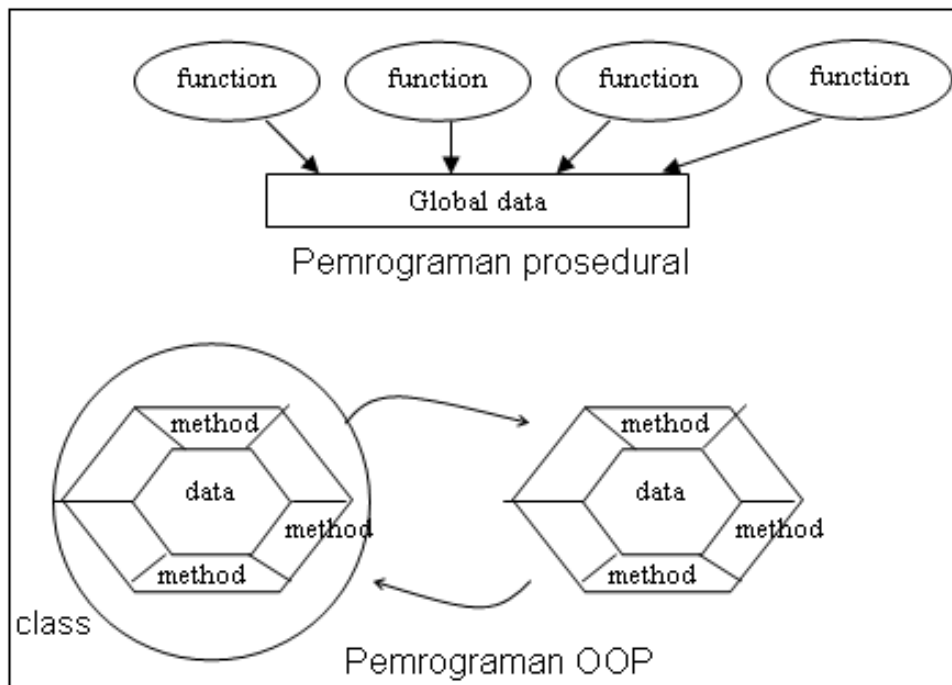 function function function function
Global data
Pemrograman prosedural
method method
data data
method method
method method
class
Pemrograman OOP